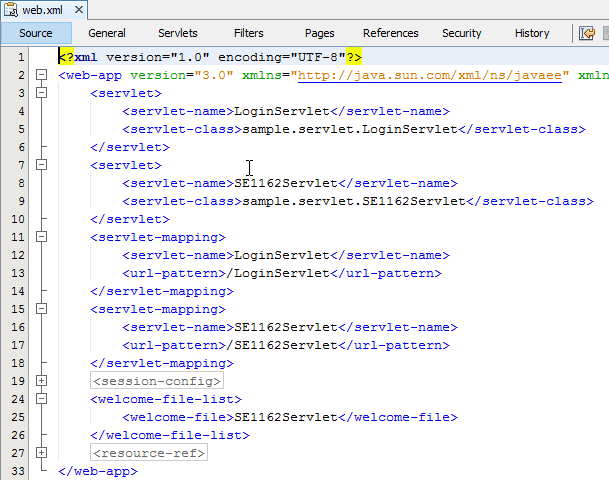 web.xml
Source General Servlets Filters Pages References Security History
1 <?xml version="1.0" encoding="UTF-8"?>
2 <web-app version="3.0" xmlns="http://java.sun.com/xml/ns/javaee" xmln
3 <servlet>
4 <servlet-name>LoginServlet</servlet-name>
5 <servlet-class>sample.servlet.LoginServlet</servlet-class>
6 </servlet>
7 <servlet>
8 <servlet-name>SE1162Servlet</servlet-name>
9 <servlet-class>sample.servlet.SE1162Servlet</servlet-class>
10 </servlet>
11 <servlet-mapping>
12 <servlet-name>LoginServlet</servlet-name>
13 <url-pattern>/LoginServlet</url-pattern>
14 </servlet-mapping>
15 <servlet-mapping>
16 <servlet-name>SE1162Servlet</servlet-name>
17 <url-pattern>/SE1162Servlet</url-pattern>
18 </servlet-mapping>
19 <session-config>
24 <welcome-file-list>
25 <welcome-file>SE1162Servlet</welcome-file>
26 </welcome-file-list>
27 <resource-ref>
33 </web-app>